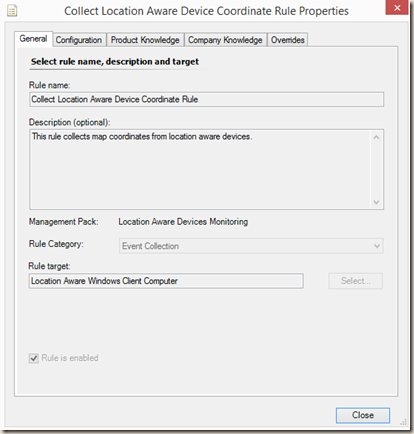 Collect Location Aware Device Coordinate Rule Properties
General Configuration Product Knowledge Company Knowledge Overrides
Select rule name, description and target
Rule name:
Collect Location Aware Device Coordinate Rule
Description (optional):
This rule collects map coordinates from location aware devices.
Management Pack: Location Aware Devices Monitoring
Rule Category: Event Collection
Rule target:
Location Aware Windows Client Computer Select...
Rule is enabled
Close